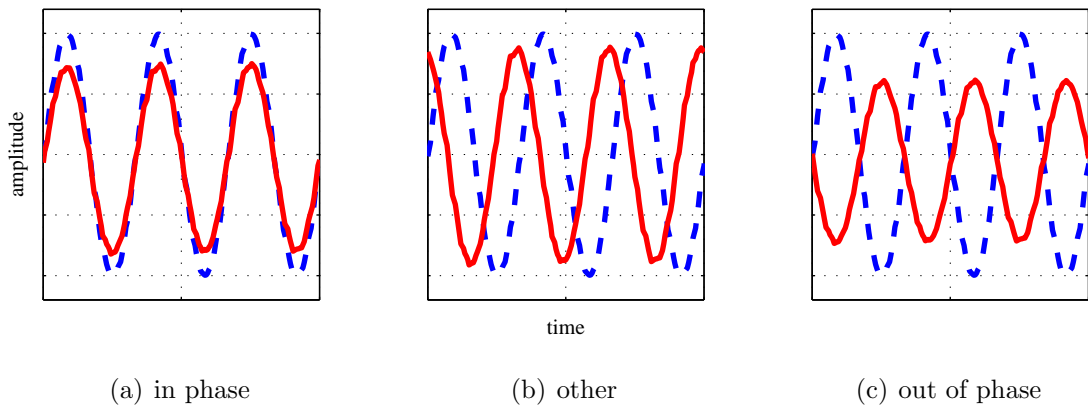 amplitude
time
(a) in phase
(b) other
(c) out of phase